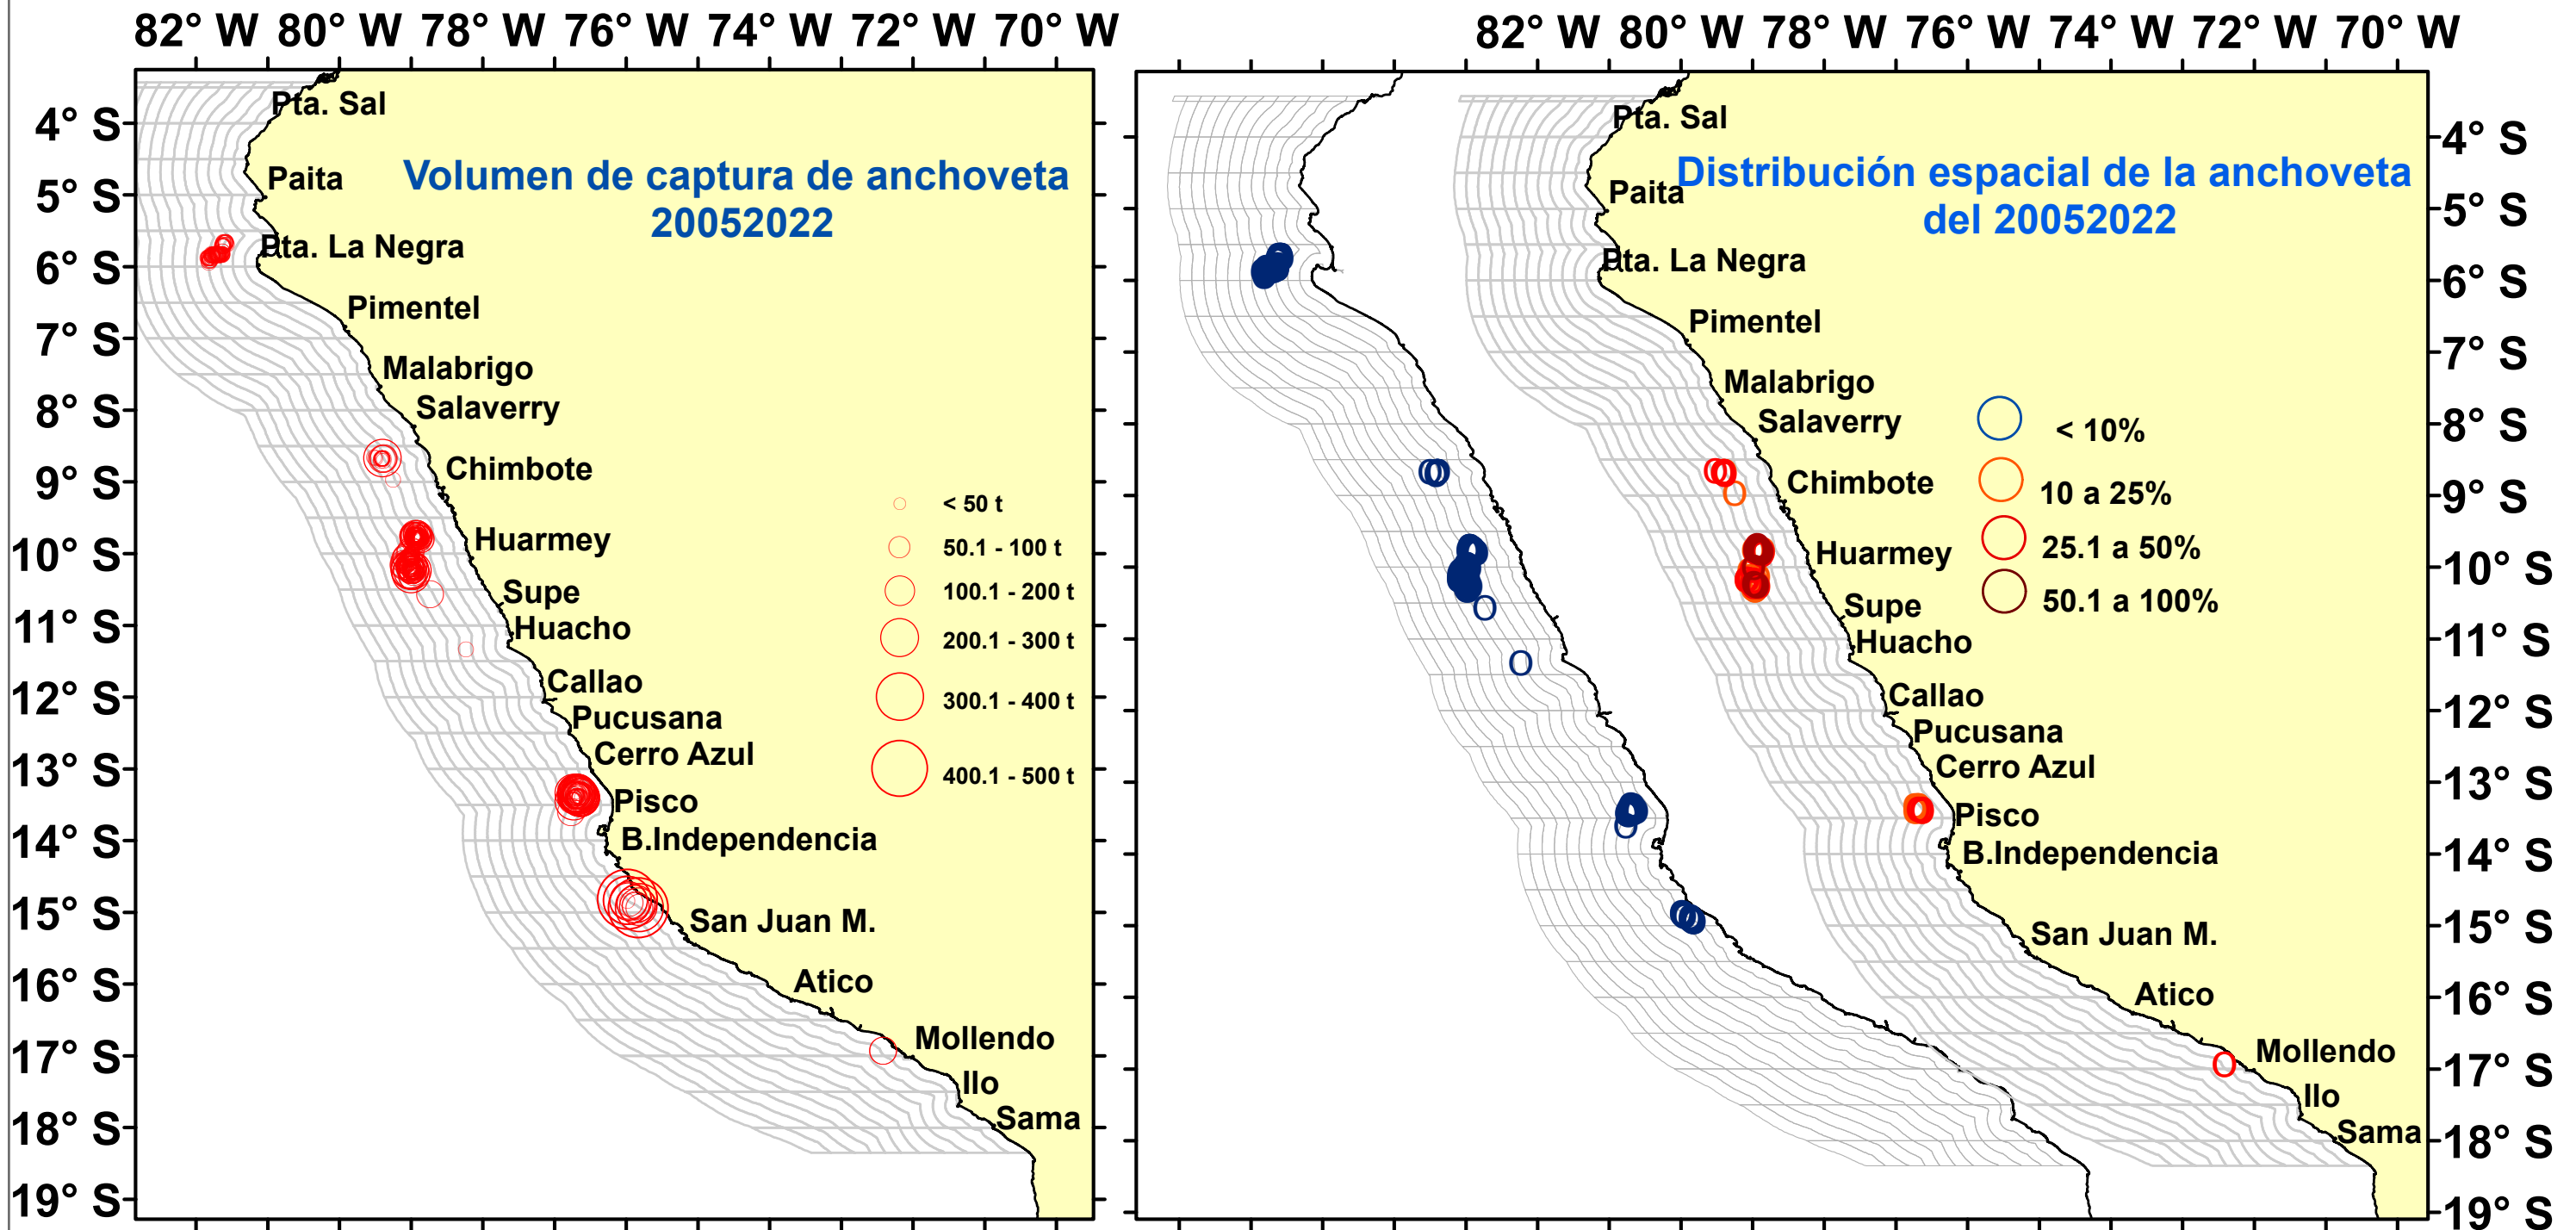 82° W 80° W 78° W 76° W 74° W 72° W 70° W
4° S
5° S
6° S
7° S
8° S
9° S
10° S
11° S
12° S
13° S
14° S
15° S
16° S
17° S
18° S
19° S
Volumen de captura de anchoveta
20052022
Pta. Sal
Paita
Pta. La Negra
Pimentel
Malabrigo
Salaverry
Chimbote
Huarmey
Supe
Huacho
Callao
Pucusana
Cerro Azul
Pisco
B.Independencia
San Juan M.
Atico
Mollendo
Ilo
Sama
< 50 t
50.1 - 100 t
100.1 - 200 t
200.1 - 300 t
300.1 - 400 t
400.1 - 500 t
82° W 80° W 78° W 76° W 74° W 72° W 70° W
Distribución espacial de la anchoveta
del 20052022
Pta. Sal
Paita
Pta. La Negra
Pimentel
Malabrigo
Salaverry
Chimbote
Huarmey
Supe
Huacho
Callao
Pucusana
Cerro Azul
Pisco
B.Independencia
San Juan M.
Atico
Mollendo
Ilo
Sama
< 10%
10 a 25%
25.1 a 50%
50.1 a 100%
4° S
5° S
6° S
7° S
8° S
9° S
10° S
11° S
12° S
13° S
14° S
15° S
16° S
17° S
18° S
19° S